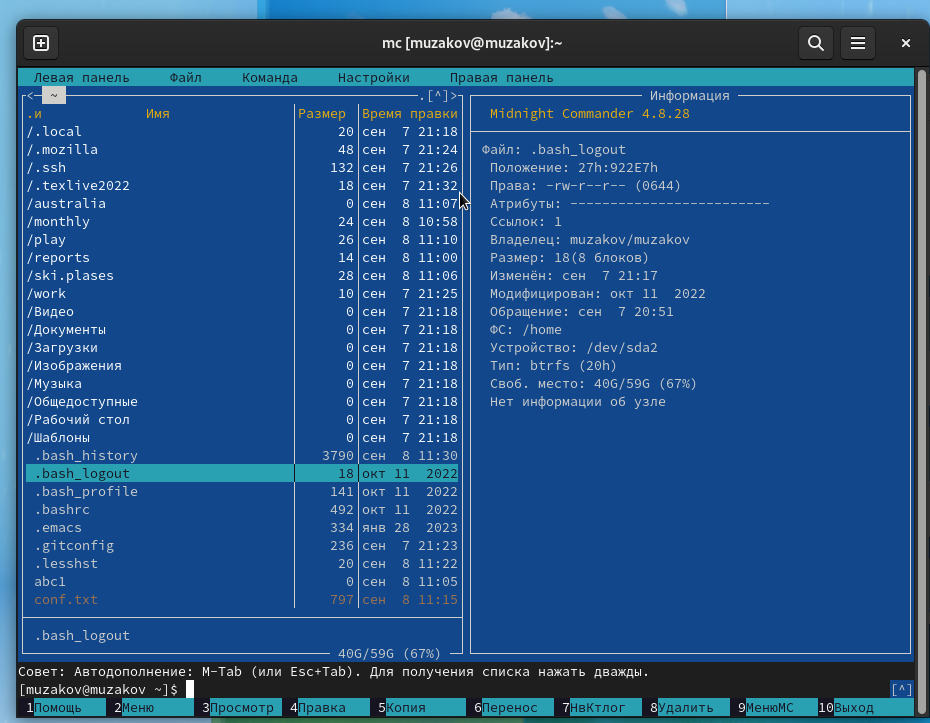 mc [muzakov@muzakov]:~
Левая панель Файл Команда Настройки Правая панель
<- ~ .[^]>
.и Имя Размер Время правки
/.local 20 сен 7 21:18
/.mozilla 48 сен 7 21:24
/.ssh 132 сен 7 21:26
/.texlive2022 18 сен 7 21:32
/australia 0 сен 8 11:07
/monthly 24 сен 8 10:58
/play 26 сен 8 11:10
/reports 14 сен 8 11:00
/ski.plases 28 сен 8 11:06
/work 10 сен 7 21:25
/Видео 0 сен 7 21:18
/Документы 0 сен 7 21:18
/Загрузки 0 сен 7 21:18
/Изображения 0 сен 7 21:18
/Музыка 0 сен 7 21:18
/Общедоступные 0 сен 7 21:18
/Рабочий стол 0 сен 7 21:18
/Шаблоны 0 сен 7 21:18
.bash_history 3790 сен 8 11:30
.bash_logout 18 окт 11 2022
.bash_profile 141 окт 11 2022
.bashrc 492 окт 11 2022
.emacs 334 янв 28 2023
.gitconfig 236 сен 7 21:23
.lesshst 20 сен 8 11:22
abc1 0 сен 8 11:05
conf.txt 797 сен 8 11:15
.bash_logout
40G/59G (67%)
Информация
Midnight Commander 4.8.28
Файл: .bash_logout
Положение: 27h:922E7h
Права: -rw-r--r-- (0644)
Атрибуты: -------------------------
Ссылок: 1
Владелец: muzakov/muzakov
Размер: 18(8 блоков)
Изменён: сен 7 21:17
Модифицирован: окт 11 2022
Обращение: сен 7 20:51
ФС: /home
Устройство: /dev/sda2
Тип: btrfs (20h)
Своб. место: 40G/59G (67%)
Нет информации об узле
Совет: Автодополнение: M-Tab (или Esc+Tab). Для получения списка нажать дважды.
[muzakov@muzakov ~]$ [^]
1Помощь 2Меню 3Просмотр 4Правка 5Копия 6Перенос 7НвКтлог 8Удалить 9МенюМС 10Выход